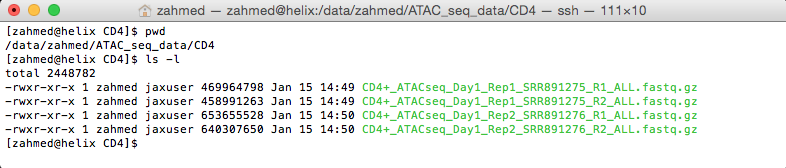 zahmed — zahmed@helix:/data/zahmed/ATAC_seq_data/CD4 — ssh — 111×10
[zahmed@helix CD4]$ pwd
/data/zahmed/ATAC_seq_data/CD4
[zahmed@helix CD4]$ ls -l
total 2448782
-rwxr-xr-x 1 zahmed jaxuser 469964798 Jan 15 14:49 CD4+_ATACseq_Day1_Rep1_SRR891275_R1_ALL.fastq.gz
-rwxr-xr-x 1 zahmed jaxuser 458991263 Jan 15 14:49 CD4+_ATACseq_Day1_Rep1_SRR891275_R2_ALL.fastq.gz
-rwxr-xr-x 1 zahmed jaxuser 653655528 Jan 15 14:50 CD4+_ATACseq_Day1_Rep2_SRR891276_R1_ALL.fastq.gz
-rwxr-xr-x 1 zahmed jaxuser 640307650 Jan 15 14:50 CD4+_ATACseq_Day1_Rep2_SRR891276_R2_ALL.fastq.gz
[zahmed@helix CD4]$